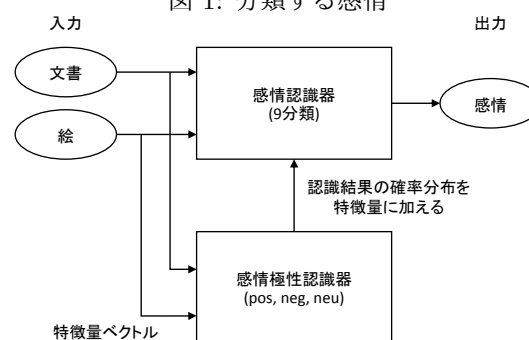 図 1: 分類する感情
入力
出力
文書
絵
感情認識器
(9分類)
感情
認識結果の確率分布を
特徴量に加える
感情極性認識器
(pos, neg, neu)
特徴量ベクトル